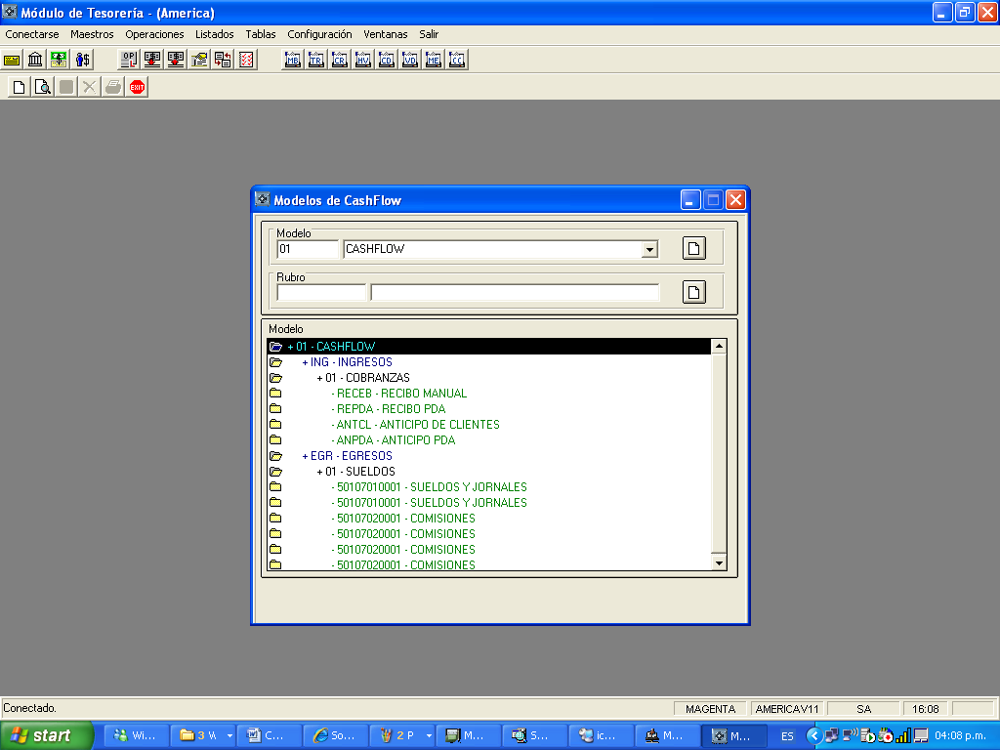 Módulo de Tesorería - (America)
Conectarse Maestros Operaciones Listados Tablas Configuración Ventanas Salir
OP MB TR CR HV CD VD ME CC
EXIT
Modelos de CashFlow
Modelo
01 CASHFLOW
Rubro
Modelo
+ 01 - CASHFLOW
+ ING - INGRESOS
+ 01 - COBRANZAS
- RECEB - RECIBO MANUAL
- REPDA - RECIBO PDA
- ANTCL - ANTICIPO DE CLIENTES
- ANPDA - ANTICIPO PDA
+ EGR - EGRESOS
+ 01 - SUELDOS
- 50107010001 - SUELDOS Y JORNALES
- 50107010001 - SUELDOS Y JORNALES
- 50107020001 - COMISIONES
- 50107020001 - COMISIONES
- 50107020001 - COMISIONES
- 50107020001 - COMISIONES
Conectado. MAGENTA AMERICAV11 SA 16:08
start Wi... 3 W C... So... 2 P M... S... ic... M... M... ES 04:08 p.m.